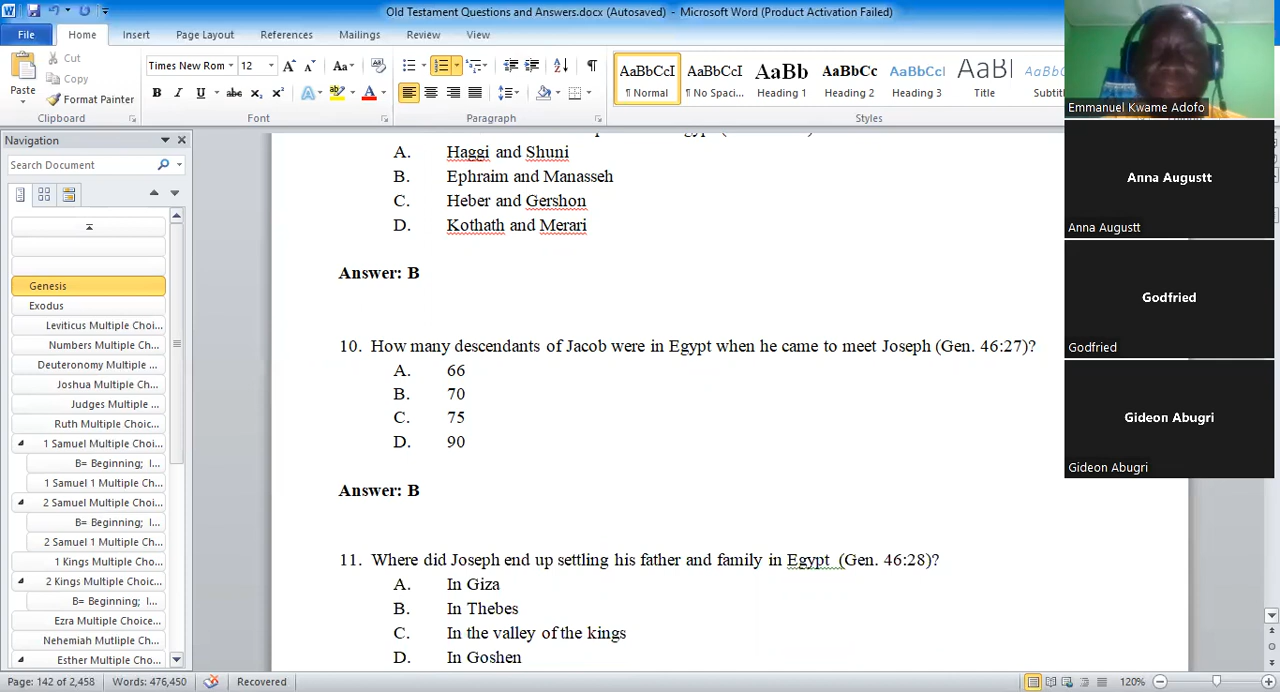 Old Testament Questions and Answers.docx (Autosaved) - Microsoft Word (Product Activation Failed)
File Home Insert Page Layout References Mailings Review View
Paste
Cut
Copy
Format Painter
Clipboard
Times New Rom 12
Font
Paragraph
AaBbCcI AaBbCcI AaBb AaBbCc AaBbCcI AaBl AaBbCcI
¶ Normal ¶ No Spaci... Heading 1 Heading 2 Heading 3 Title Subtitl
Styles
Navigation
Search Document
Genesis
Exodus
Leviticus Multiple Choi...
Numbers Multiple Ch...
Deuteronomy Multiple ...
Joshua Multiple Ch...
Judges Multiple ...
Ruth Multiple Choic...
1 Samuel Multiple Choi...
B= Beginning; I...
1 Samuel 1 Multiple Ch...
2 Samuel Multiple Choi...
B= Beginning; I...
2 Samuel 1 Multiple Ch...
1 Kings Multiple Choic...
2 Kings Multiple Choic...
B= Beginning; I...
Ezra Multiple Choice...
Nehemiah Mutliple Ch...
Esther Multiple Cho...
A. Haggi and Shuni
B. Ephraim and Manasseh
C. Heber and Gershon
D. Kothath and Merari
Answer: B
10. How many descendants of Jacob were in Egypt when he came to meet Joseph (Gen. 46:27)?
A. 66
B. 70
C. 75
D. 90
Answer: B
11. Where did Joseph end up settling his father and family in Egypt (Gen. 46:28)?
A. In Giza
B. In Thebes
C. In the valley of the kings
D. In Goshen
Emmanuel Kwame Adofo
Anna Augustt
Anna Augustt
Godfried
Godfried
Gideon Abugri
Gideon Abugri
Page: 142 of 2,458 Words: 476,450 Recovered 120%